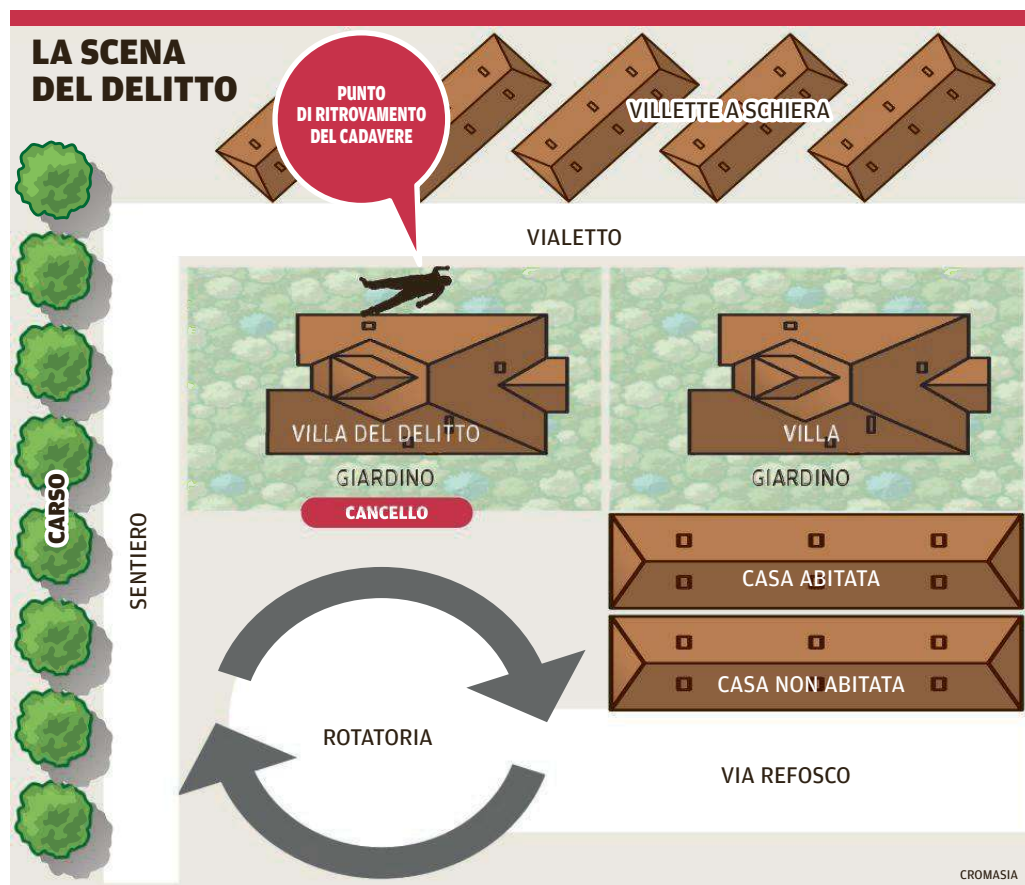 LA SCENA
DEL DELITTO
PUNTO
DI RITROVAMENTO
DEL CADAVERE
VILLETTE A SCHIERA
VIALETTO
VILLA DEL DELITTO
VILLA
GIARDINO
GIARDINO
CANCELLO
CARSO
SENTIERO
CASA ABITATA
CASA NON ABITATA
ROTATORIA
VIA REFOSCO
CROMASIA